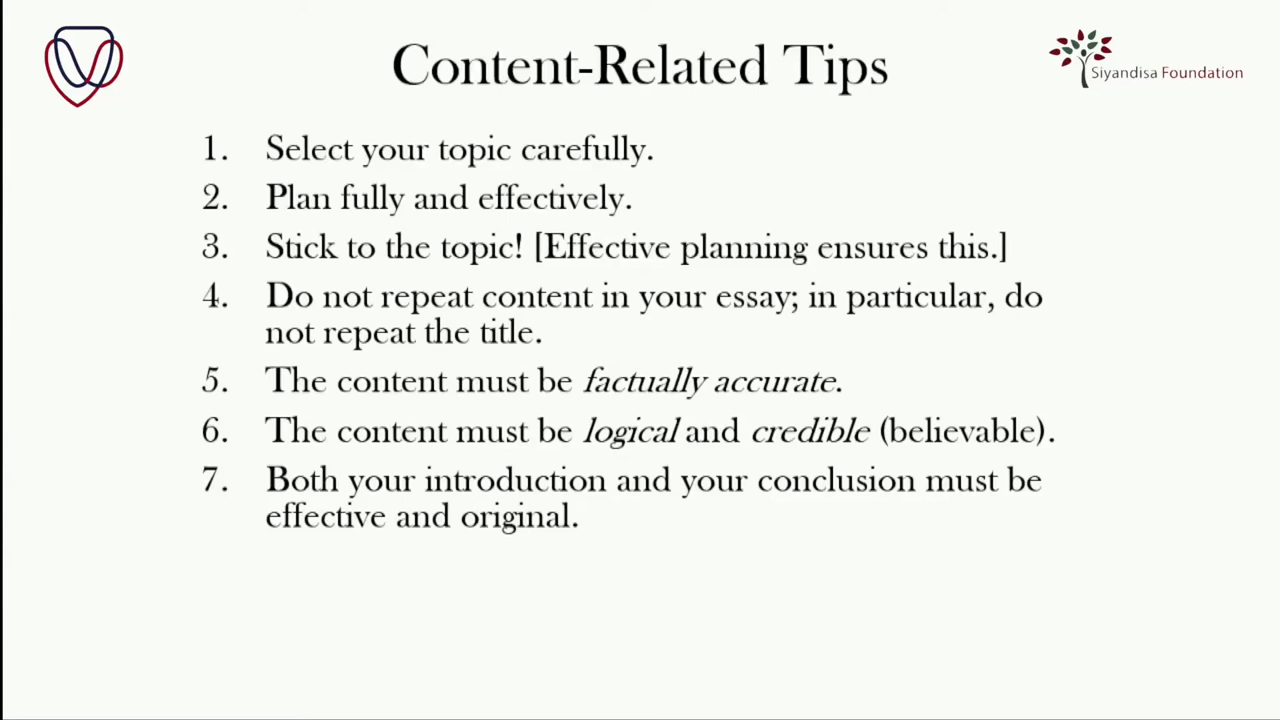 Content-Related Tips
Siyandisa Foundation
1. Select your topic carefully.
2. Plan fully and effectively.
3. Stick to the topic! [Effective planning ensures this.]
4. Do not repeat content in your essay; in particular, do
not repeat the title.
5. The content must be factually accurate.
6. The content must be logical and credible (believable).
7. Both your introduction and your conclusion must be
effective and original.